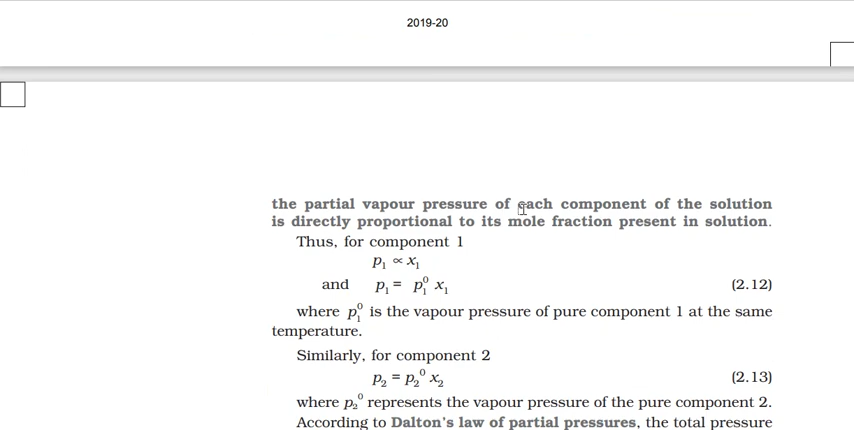 2019-20
the partial vapour pressure of each component of the solution
is directly proportional to its mole fraction present in solution.
Thus, for component 1
p₁ ∝ x₁
and p₁ = p₁⁰ x₁ (2.12)
where p₁⁰ is the vapour pressure of pure component 1 at the same
temperature.
Similarly, for component 2
p₂ = p₂⁰ x₂ (2.13)
where p₂⁰ represents the vapour pressure of the pure component 2.
According to Dalton's law of partial pressures, the total pressure